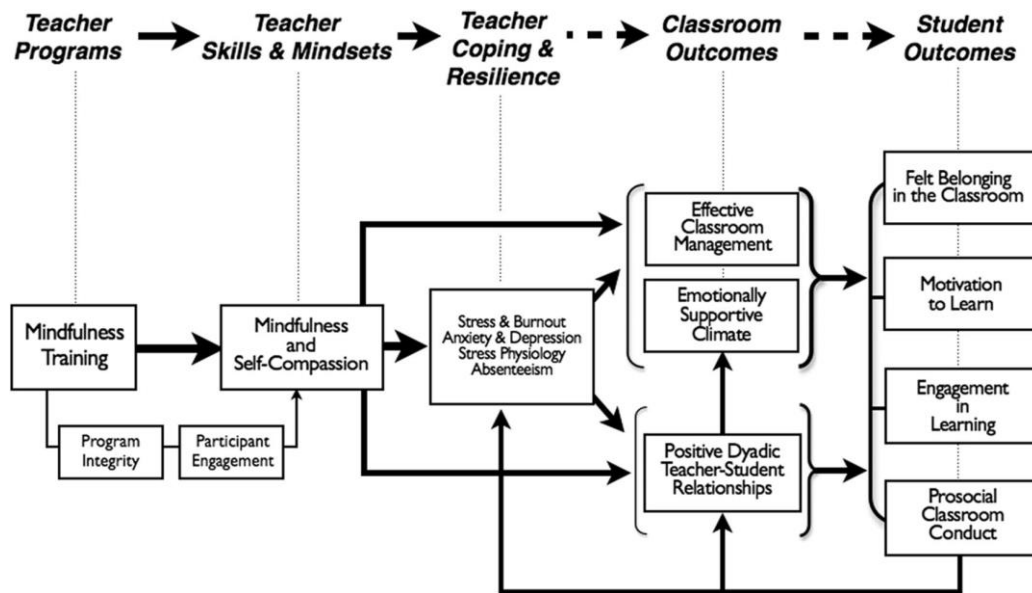 Teacher
Programs
Teacher
Skills & Mindsets
Teacher
Coping &
Resilience
Classroom
Outcomes
Student
Outcomes
Mindfulness
Training
Program
Integrity
Participant
Engagement
Mindfulness
and
Self-Compassion
Stress & Burnout
Anxiety & Depression
Stress Physiology
Absenteeism
Effective
Classroom
Management
Emotionally
Supportive
Climate
Positive Dyadic
Teacher-Student
Relationships
Felt Belonging
in the Classroom
Motivation
to Learn
Engagement
in
Learning
Prosocial
Classroom
Conduct